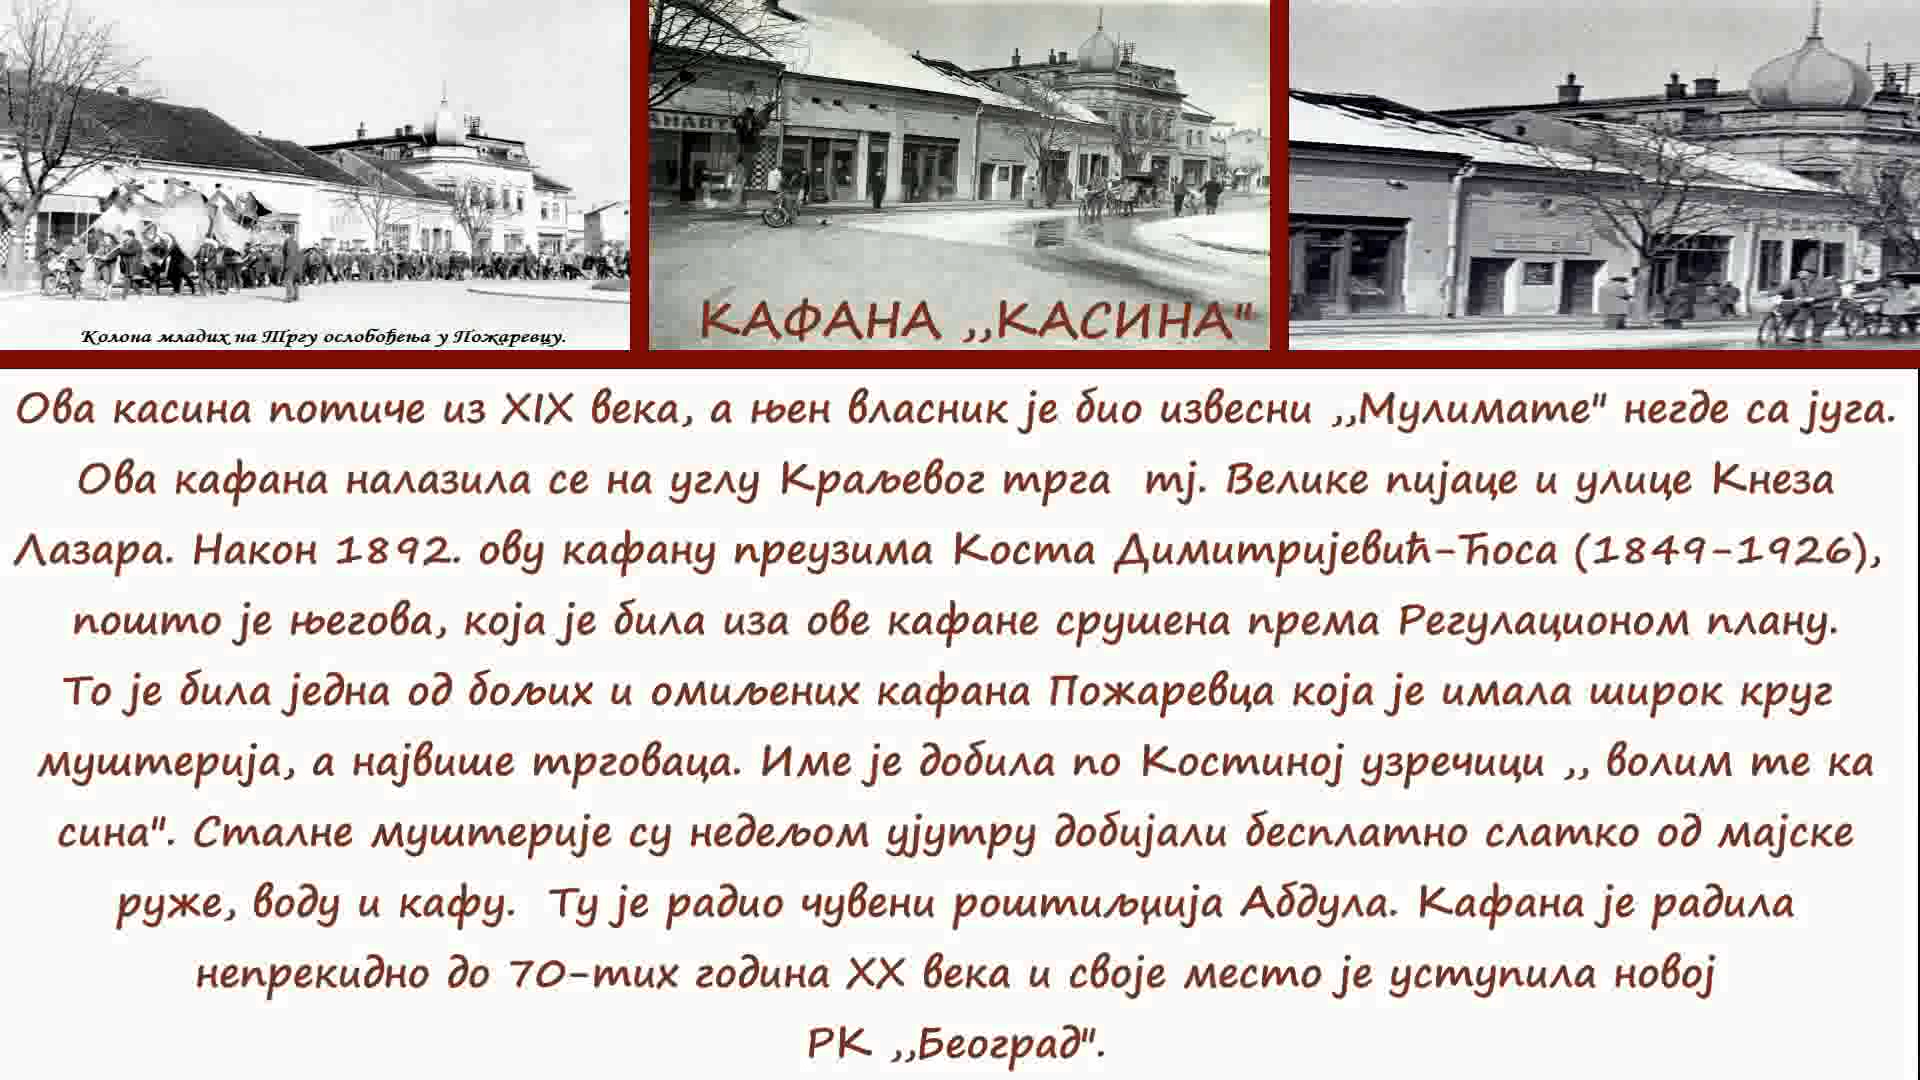 АНАТ
Колона младих на Тргу ослобођења у Пожаревцу.
КАФАНА ,,КАСИНА"
Ова касина потиче из XIX века, а њен власник је био извесни ,,Мулимате" негде са југа.
Ова кафана налазила се на углу Краљевог трга тј. Велике пијаце и улице Кнеза
Лазара. Након 1892. ову кафану преузима Коста Димитријевић-Ћоса (1849-1926),
пошто је његова, која је била иза ове кафане срушена према Регулационом плану.
То је била једна од бољих и омиљених кафана Пожаревца која је имала широк круг
муштерија, а највише трговаца. Име је добила по Костиној узречици ,, волим те ка
сина". Сталне муштерије су недељом ујутру добијали бесплатно слатко од мајске
руже, воду и кафу. Ту је радио чувени роштиљџија Абдула. Кафана је радила
непрекидно до 70-тих година XX века и своје место је уступила новој
РК ,,Београд".